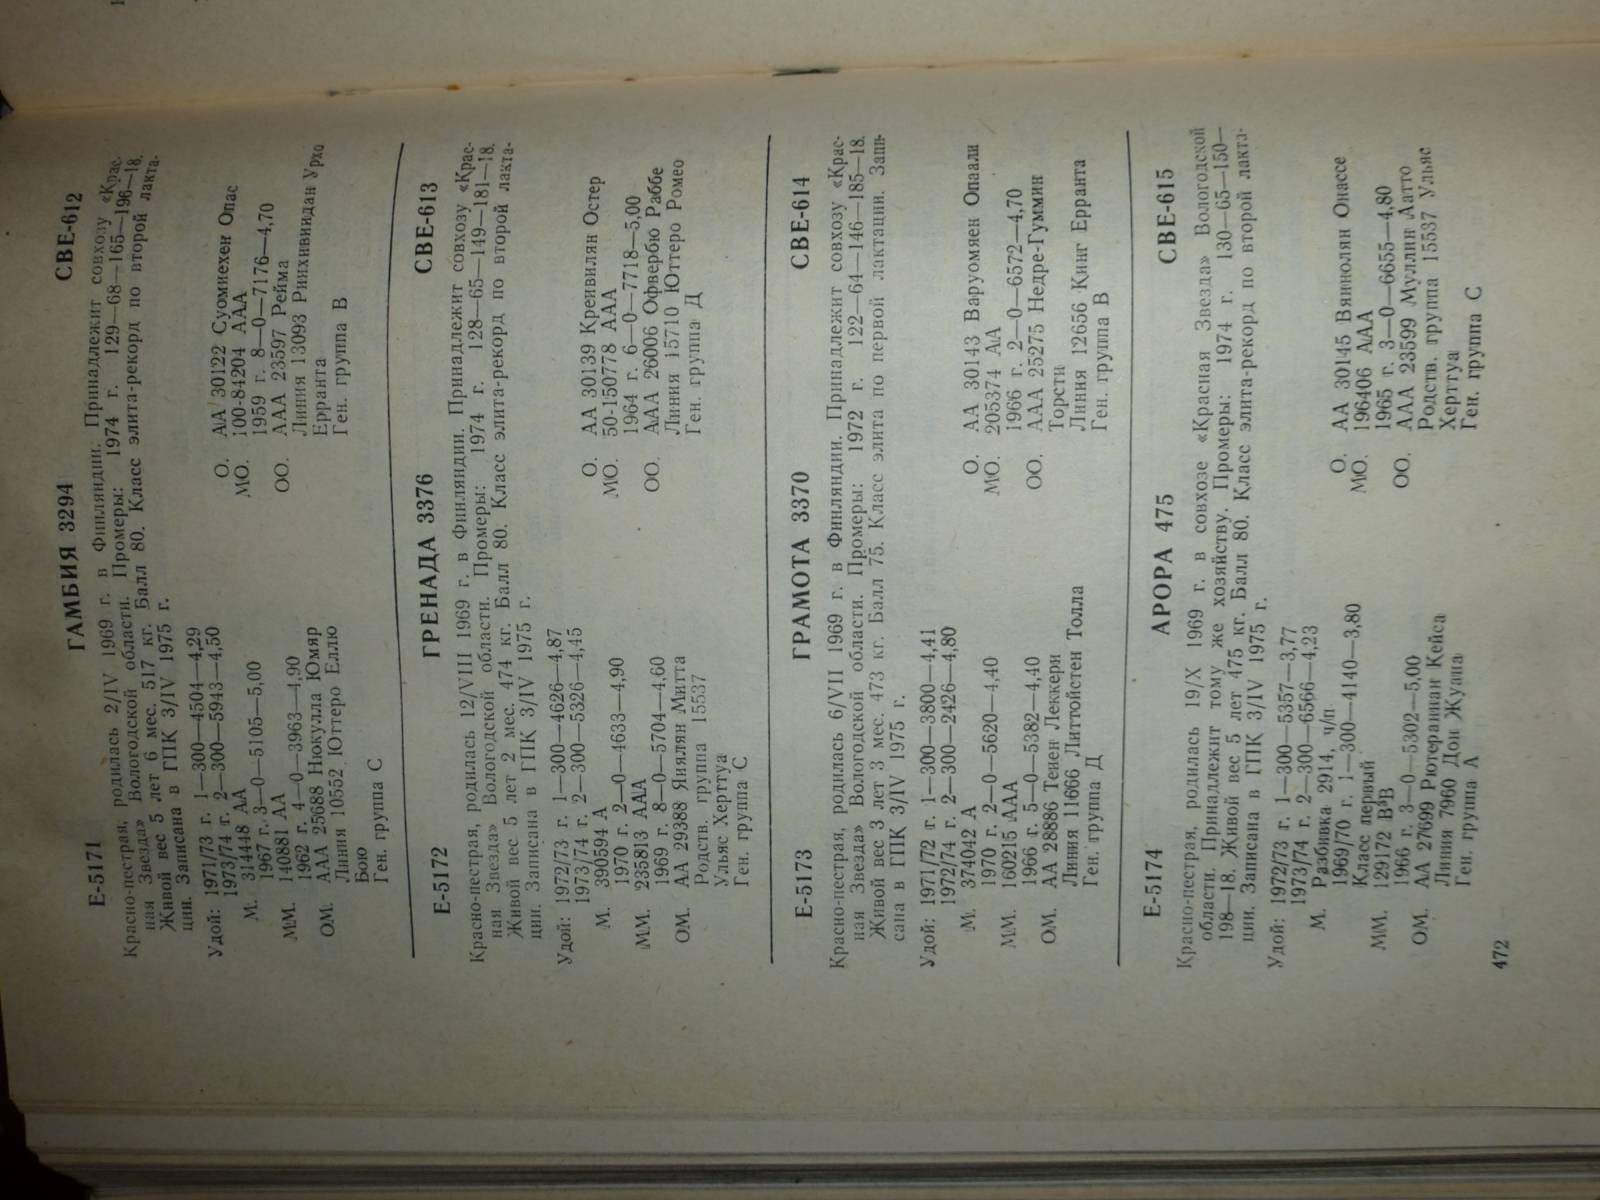 Е-5171 ГАМБИЯ 3294 СВЕ-612
Красно-пестрая, родилась 2/IV 1969 г. в Финляндии. Принадлежит совхозу «Крас-
ная Звезда» Вологодской области. Промеры: 1974 г. 129—68—165—196—18.
Живой вес 5 лет 6 мес. 517 кг. Балл 80. Класс элита-рекорд по второй лакта-
ции. Записана в ГПК 3/IV 1975 г.
Удой: 1971/73 г. 1—300—4504—4,29
1973/74 г. 2—300—5943—4,50
М. 314448 АА
1967 г. 3—0—5105—5,00
ММ. 140881 АА
1962 г. 4—0—3963—4,90
ОМ. ААА 25688 Нюкулла Юмяр
Линия 10552 Юттеро Еллю
Бою
Ген. группа С
О. АА 30122 Суомиехен Опас
МО. 100-84204 ААА
1959 г. 8—0—7176—4,70
ОО. ААА 23597 Рейма
Линия 13093 Риихивиидан Урхо
Ерранта
Ген. группа В
Е-5172 ГРЕНАДА 3376 СВЕ-613
Красно-пестрая, родилась 12/VIII 1969 г. в Финляндии. Принадлежит совхозу «Крас-
ная Звезда» Вологодской области. Промеры: 1974 г. 128—65—149—181—18.
Живой вес 5 лет 2 мес. 474 кг. Балл 80. Класс элита-рекорд по второй лакта-
ции. Записана в ГПК 3/IV 1975 г.
Удой: 1972/73 г. 1—300—4626—4,87
1973/74 г. 2—300—5326—4,45
М. 390594 А
1970 г. 2—0—4633—4,90
ММ. 235813 ААА
1969 г. 8—0—5704—4,60
ОМ. АА 29388 Янялян Митта
Родств. группа 15537
Ульяс Херттуа
Ген. группа С
О. АА 30139 Креивилян Остер
МО. 50-150778 ААА
1964 г. 6—0—7718—5,00
ОО. ААА 26006 Офвербю Раббе
Линия 15710 Юттеро Ромео
Ген. группа Д
Е-5173 ГРАМОТА 3370 СВЕ-614
Красно-пестрая, родилась 6/VII 1969 г. в Финляндии. Принадлежит совхозу «Крас-
ная Звезда» Вологодской области. Промеры: 1972 г. 122—64—146—185—18.
Живой вес 3 лет 3 мес. 473 кг. Балл 75. Класс элита по первой лактации. Запи-
сана в ГПК 3/IV 1975 г.
Удой: 1971/72 г. 1—300—3800—4,41
1972/74 г. 2—300—2426—4,80
М. 374042 А
1970 г. 2—0—5620—4,40
ММ. 160215 ААА
1966 г. 5—0—5382—4,40
ОМ. АА 28886 Тенен Леккери
Линия 11666 Литтойстен Толла
Ген. группа Д
О. АА 30143 Варуомяен Опаали
МО. 205374 АА
1966 г. 2—0—6572—4,70
ОО. ААА 25275 Недре-Гуммин
Торсти
Линия 12656 Кинг Ерранта
Ген. группа В
Е-5174 АРОРА 475 СВЕ-615
Красно-пестрая, родилась 19/X 1969 г. в совхозе «Красная Звезда» Вологодской
области. Принадлежит тому же хозяйству. Промеры: 1974 г. 130—65—150—
198—18. Живой вес 5 лет 475 кг. Балл 80. Класс элита-рекорд по второй лакта-
ции. Записана в ГПК 3/IV 1975 г.
Удой: 1972/73 г. 1—300—5357—3,77
1973/74 г. 2—300—6566—4,23
М. Разбивка 2914, ч/п
1969/70 г. 1—300—4140—3,80
Класс первый
ММ. 129172 ВᵃВ
1966 г. 3—0—5302—5,00
ОМ. АА 27699 Рютераниан Кейса
Линия 7960 Дон Жуана
Ген. группа А
О. АА 30145 Вяинолян Онассе
МО. 196406 ААА
1965 г. 3—0—6655—4,80
ОО. ААА 23599 Муллин Аатто
Родств. группа 15537 Ульяс
Херттуа
Ген. группа С
472